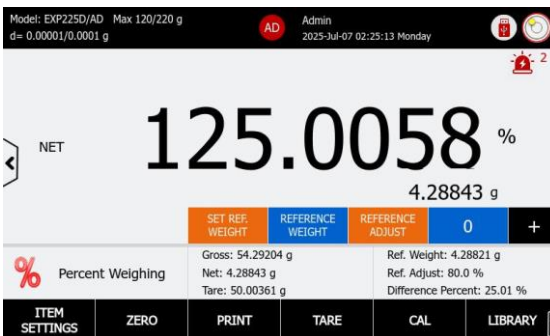 Model: EXP225D/AD Max 120/220 g
d= 0.00001/0.0001 g
AD
Admin
2025-Jul-07 02:25:13 Monday
2
NET
125.0058 %
4.28843 g
SET REF. WEIGHT
REFERENCE WEIGHT
REFERENCE ADJUST
0
+
Percent Weighing
Gross: 54.29204 g
Net: 4.28843 g
Tare: 50.00361 g
Ref. Weight: 4.28821 g
Ref. Adjust: 80.0 %
Difference Percent: 25.01 %
ITEM SETTINGS
ZERO
PRINT
TARE
CAL
LIBRARY